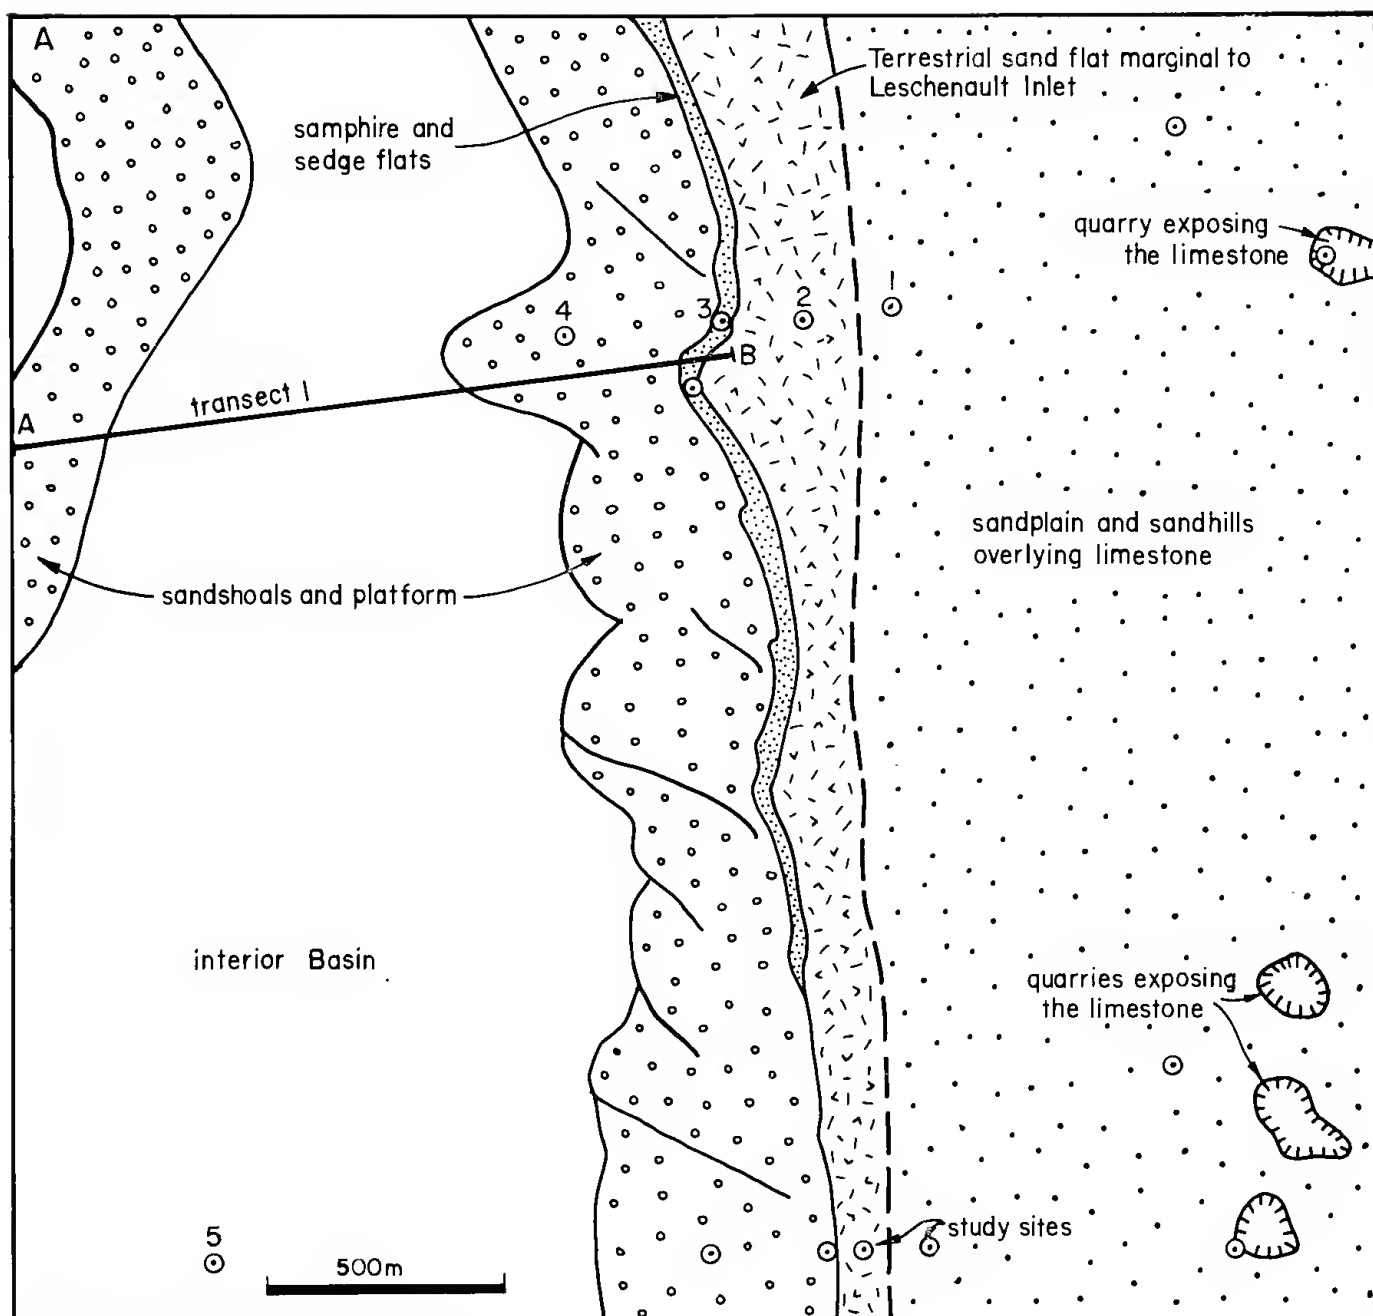 A
Terrestrial sand flat marginal to
Leschenault Inlet
samphire and
sedge flats
quarry exposing
the limestone
1
2
3
4
B
transect I
A
sandplain and sandhills
overlying limestone
sandshoals and platform
interior Basin
quarries exposing
the limestone
study sites
5
500m